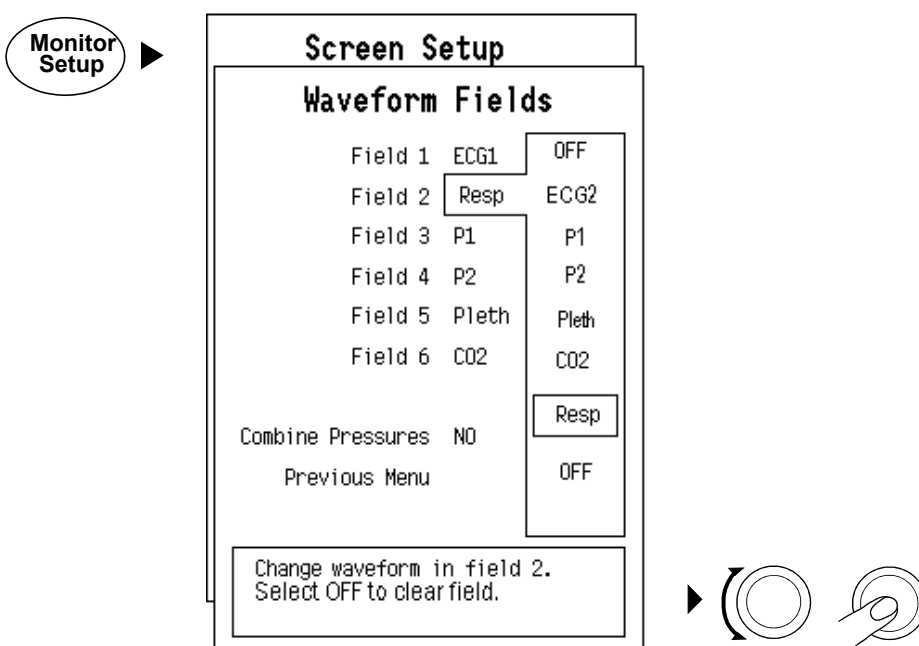 Monitor
Setup
Screen Setup
Waveform Fields
Field 1 ECG1 OFF
Field 2 Resp ECG2
Field 3 P1 P1
Field 4 P2 P2
Field 5 Pleth Pleth
Field 6 CO2 CO2
Resp
Combine Pressures NO
Previous Menu OFF
Change waveform in field 2.
Select OFF to clear field.